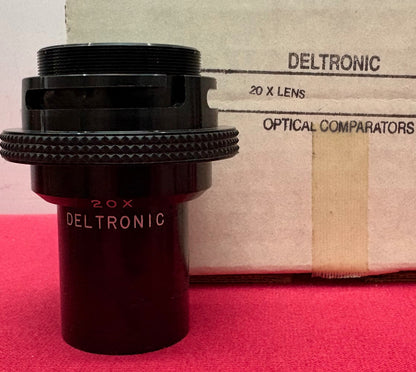 DELTRONIC
20 X LENS
OPTICAL COMPARATORS
20X
DELTRONIC